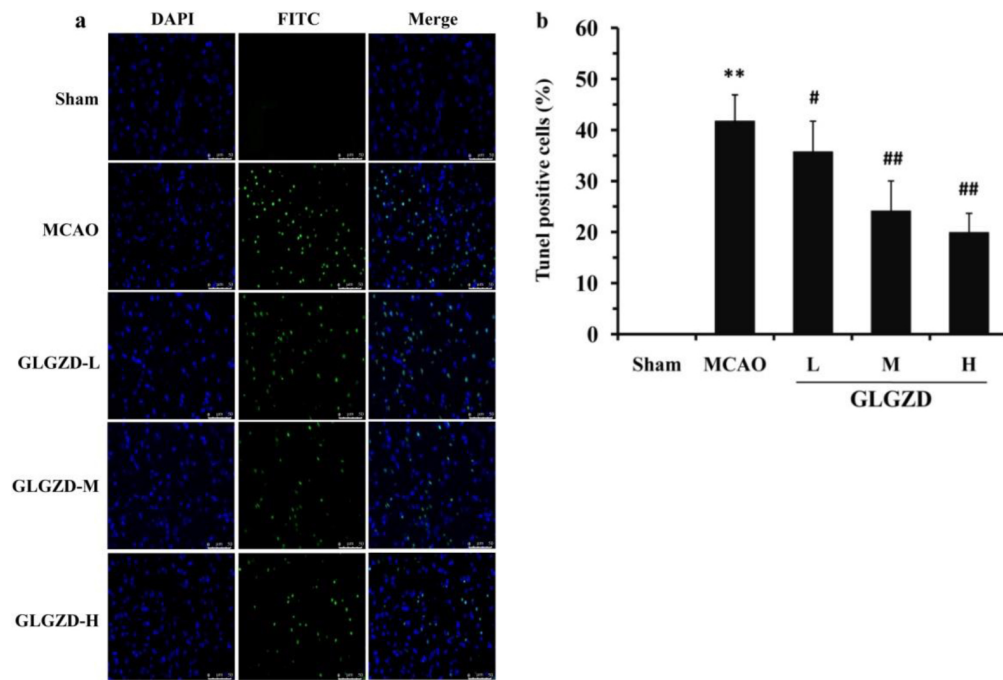 a
DAPI FITC Merge
Sham
MCAO
GLGZD-L
GLGZD-M
GLGZD-H
b
Tunel positive cells (%)
60
50
40
30
20
10
0
**
#
##
##
Sham MCAO L M H
GLGZD